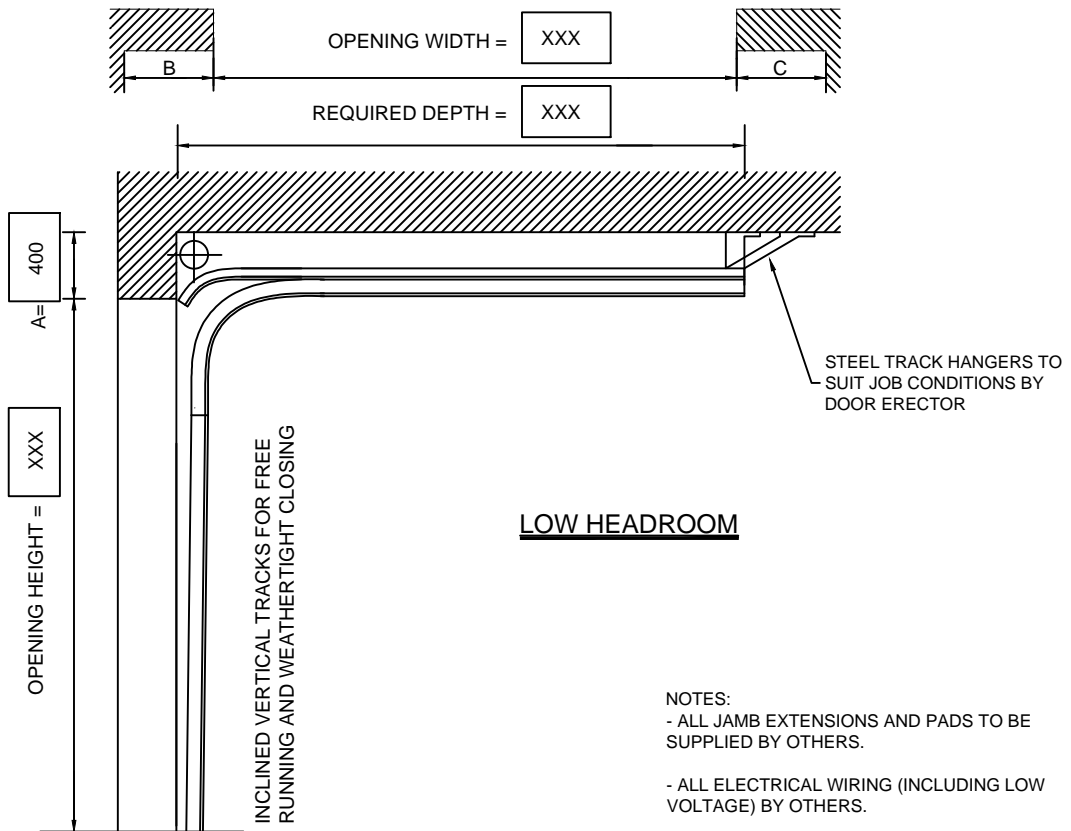 OPENING WIDTH = XXX
B
C
REQUIRED DEPTH = XXX
A= 400
OPENING HEIGHT = XXX
STEEL TRACK HANGERS TO
SUIT JOB CONDITIONS BY
DOOR ERECTOR
INCLINED VERTICAL TRACKS FOR FREE
RUNNING AND WEATHERTIGHT CLOSING
LOW HEADROOM
NOTES:
- ALL JAMB EXTENSIONS AND PADS TO BE
SUPPLIED BY OTHERS.
- ALL ELECTRICAL WIRING (INCLUDING LOW
VOLTAGE) BY OTHERS.